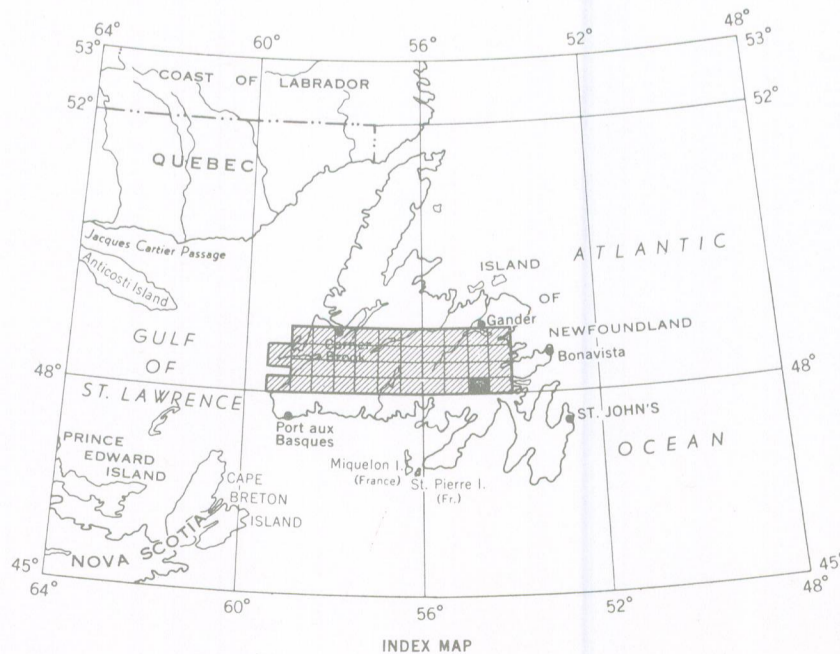 64°
60°
56°
52°
48°
53°
53°
COAST OF LABRADOR
52°
52°
QUEBEC
Jacques Cartier Passage
Anticosti Island
ATLANTIC
ISLAND
OF
Gander
NEWFOUNDLAND
Bonavista
GULF
OF
ST. LAWRENCE
Corner
Brook
48°
48°
ST. JOHN'S
Port aux
Basques
OCEAN
PRINCE
EDWARD
ISLAND
Miquelon I.
(France)
St. Pierre I.
(Fr.)
CAPE
BRETON
ISLAND
NOVA SCOTIA
45°
45°
64°
60°
56°
52°
48°
INDEX MAP